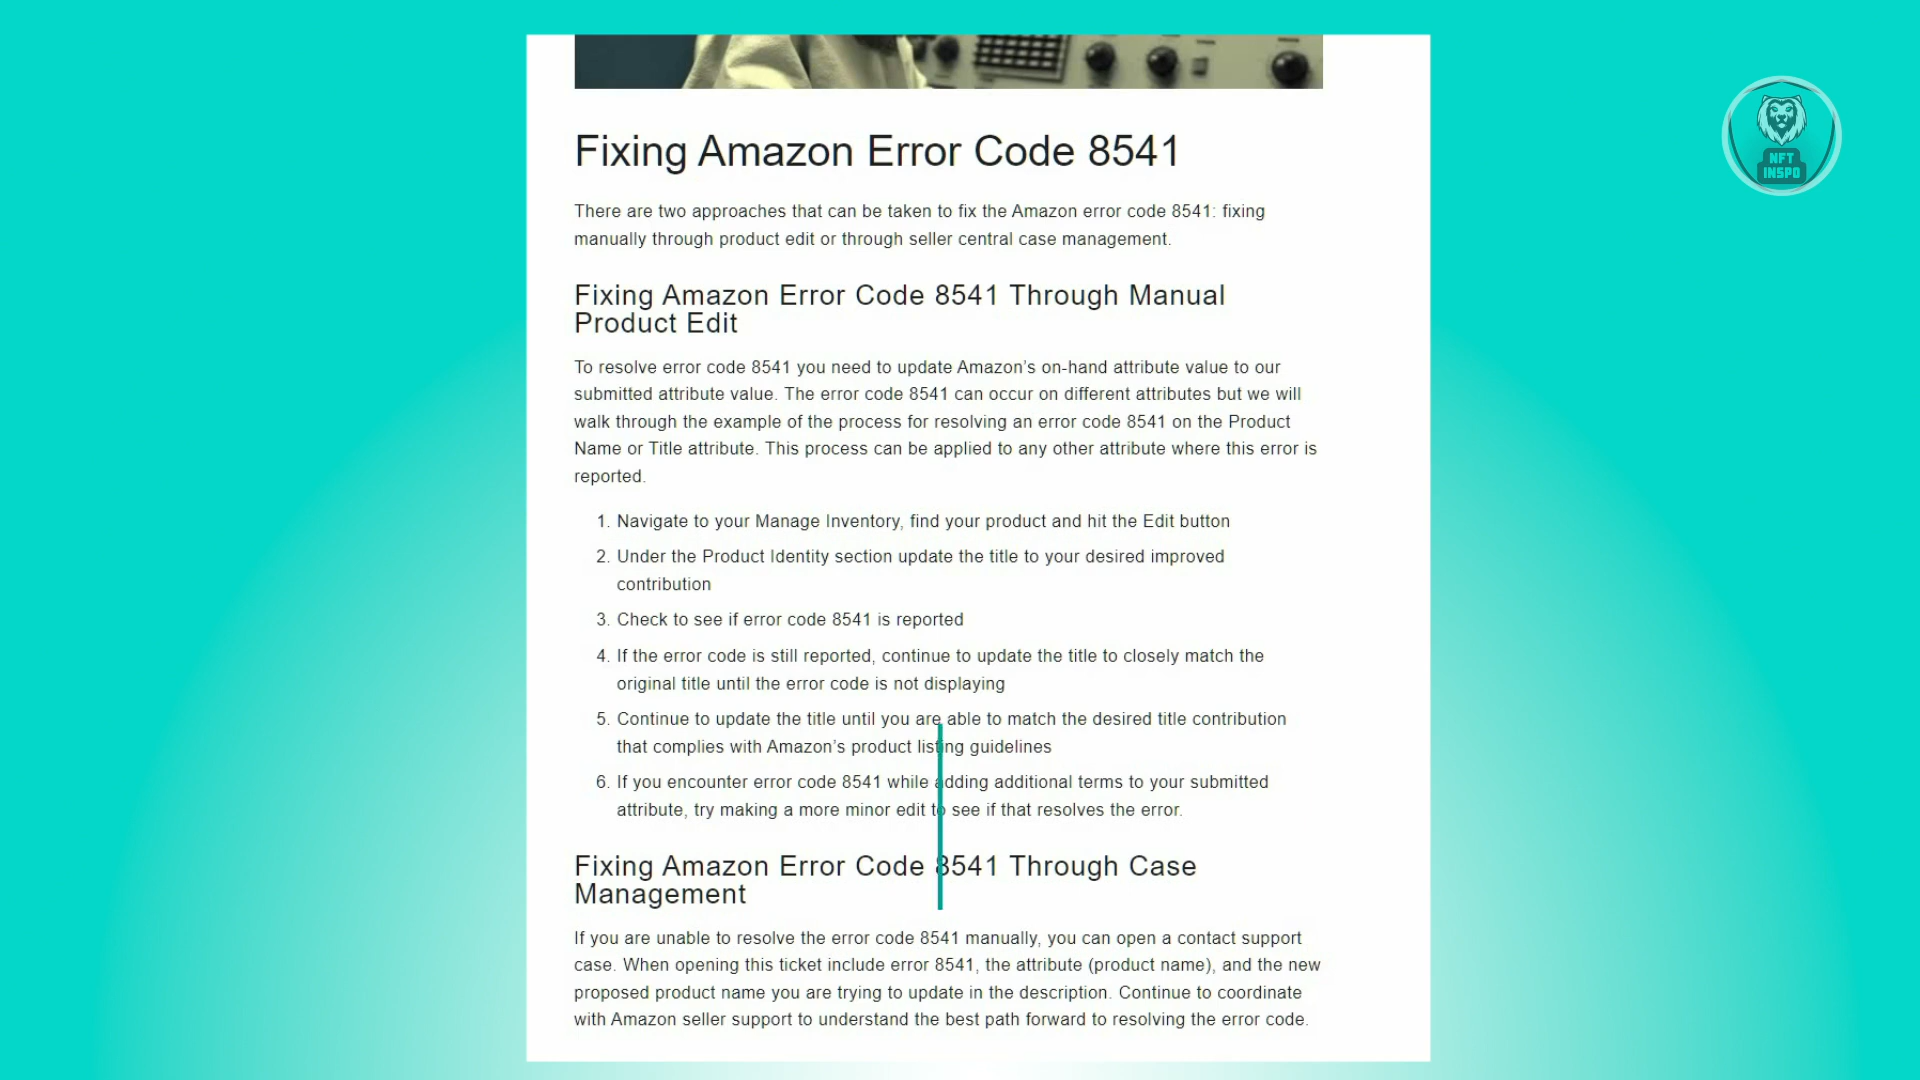 Fixing Amazon Error Code 8541
There are two approaches that can be taken to fix the Amazon error code 8541: fixing
manually through product edit or through seller central case management.
Fixing Amazon Error Code 8541 Through Manual
Product Edit
To resolve error code 8541 you need to update Amazon’s on-hand attribute value to our
submitted attribute value. The error code 8541 can occur on different attributes but we will
walk through the example of the process for resolving an error code 8541 on the Product
Name or Title attribute. This process can be applied to any other attribute where this error is
reported.
1. Navigate to your Manage Inventory, find your product and hit the Edit button
2. Under the Product Identity section update the title to your desired improved
contribution
3. Check to see if error code 8541 is reported
4. If the error code is still reported, continue to update the title to closely match the
original title until the error code is not displaying
5. Continue to update the title until you are able to match the desired title contribution
that complies with Amazon’s product listing guidelines
6. If you encounter error code 8541 while adding additional terms to your submitted
attribute, try making a more minor edit to see if that resolves the error.
Fixing Amazon Error Code 8541 Through Case
Management
If you are unable to resolve the error code 8541 manually, you can open a contact support
case. When opening this ticket include error 8541, the attribute (product name), and the new
proposed product name you are trying to update in the description. Continue to coordinate
with Amazon seller support to understand the best path forward to resolving the error code.
NFT
INSPO